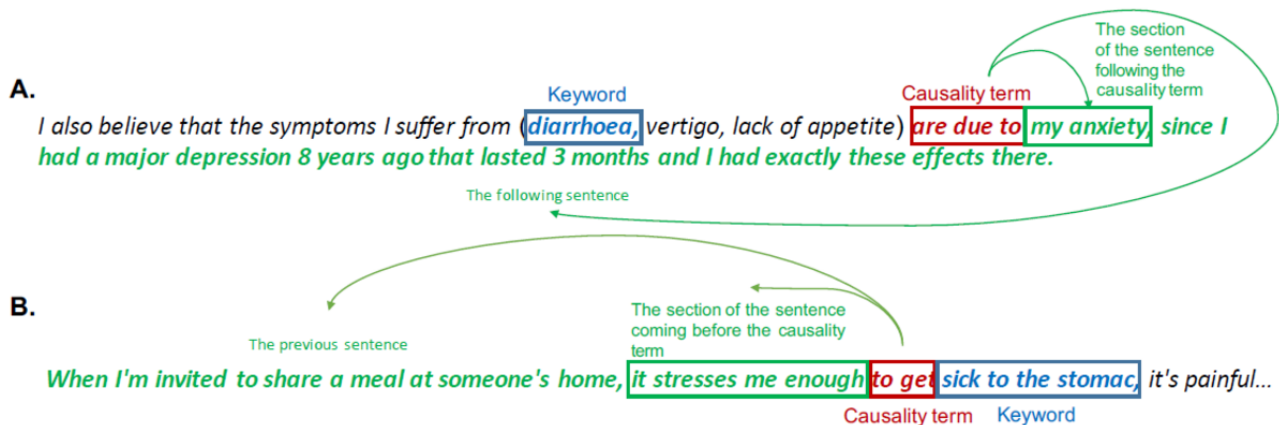 The section
of the sentence
following the
causality term
A.
Keyword
Causality term
I also believe that the symptoms I suffer from (diarrhoea, vertigo, lack of appetite) are due to my anxiety, since I
had a major depression 8 years ago that lasted 3 months and I had exactly these effects there.
The following sentence
B.
The section of the sentence
coming before the causality
term
The previous sentence
When I'm invited to share a meal at someone's home, it stresses me enough to get sick to the stomac, it's painful...
Causality term
Keyword